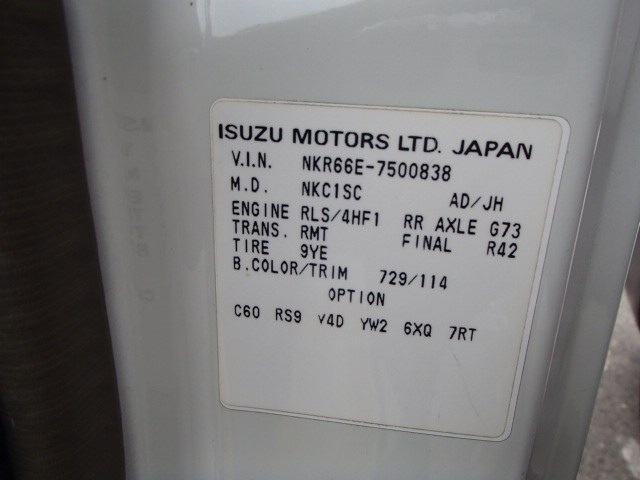 ISUZU MOTORS LTD. JAPAN
V.I.N. NKR66E-7500838
M.D. NKC1SC AD/JH
ENGINE RLS/4HF1 RR AXLE G73
TRANS. RMT FINAL R42
TIRE 9YE
B.COLOR/TRIM 729/114
OPTION
C60 RS9 V4D YW2 6XQ 7RT